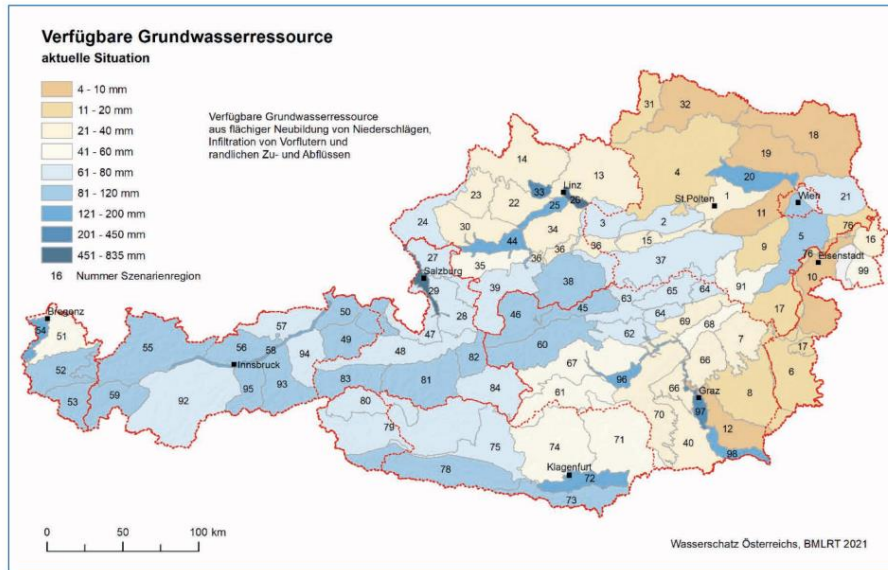 Verfügbare Grundwasserressource
aktuelle Situation
4 - 10 mm
11 - 20 mm
21 - 40 mm
41 - 60 mm
61 - 80 mm
81 - 120 mm
121 - 200 mm
201 - 450 mm
451 - 835 mm
16 Nummer Szenarienregion
Verfügbare Grundwasserressource
aus flächiger Neubildung von Niederschlägen,
Infiltration von Vorflutern und
randlichen Zu- und Abflüssen
31 32
18
14 13 4 19
33 Linz 20
23 22 25 26 St.Pölten 1 Wien 21
24 30 34 3 2 11 5 76
44 36 36 15 9 76 16
27 35 36 37 Eisenstadt
Salzburg 38 10 99
29 39 65 64 91
28 46 45 63 64 17
Bregenz 50 57 47 62 69 68
54 51 56 58 49 48 60 7 17
55 94 82 67 66
52 Innsbruck 83 81 96 6
53 59 92 95 93 84 61 66 Graz 8
80 70 97
79 75 74 71 40 12
78 Klagenfurt 98
72
73
0 50 100 km
Wasserschatz Österreichs, BMLRT 2021